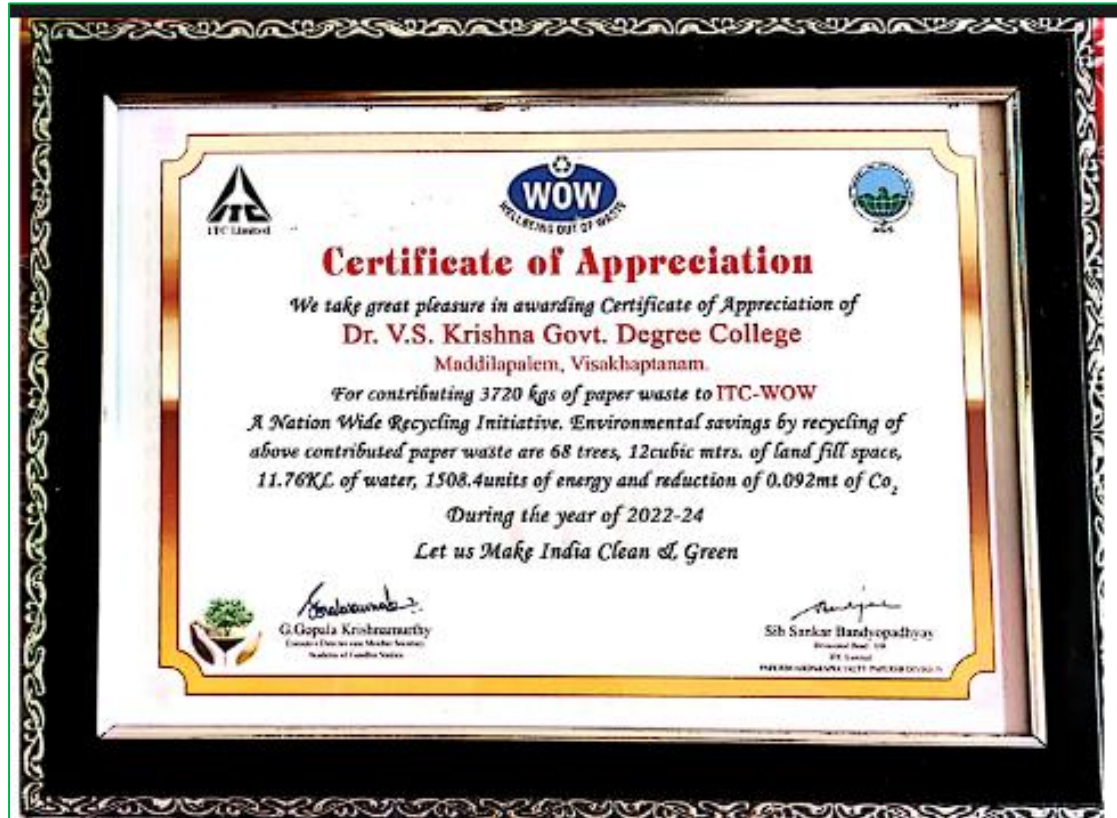 ITC Limited
WOW
WELLBEING OUT OF WASTE
AGS
Certificate of Appreciation
We take great pleasure in awarding Certificate of Appreciation of
Dr. V.S. Krishna Govt. Degree College
Maddilapalem, Visakhaptanam.
For contributing 3720 kgs of paper waste to ITC-WOW
A Nation Wide Recycling Initiative. Environmental savings by recycling of
above contributed paper waste are 68 trees, 12cubic mtrs. of land fill space,
11.76KL of water, 1508.4units of energy and reduction of 0.092mt of Co₂
During the year of 2022-24
Let us Make India Clean & Green
G.Gopala Krishnamurthy
Sib Sankar Bandyopadhyay
ITC Limited